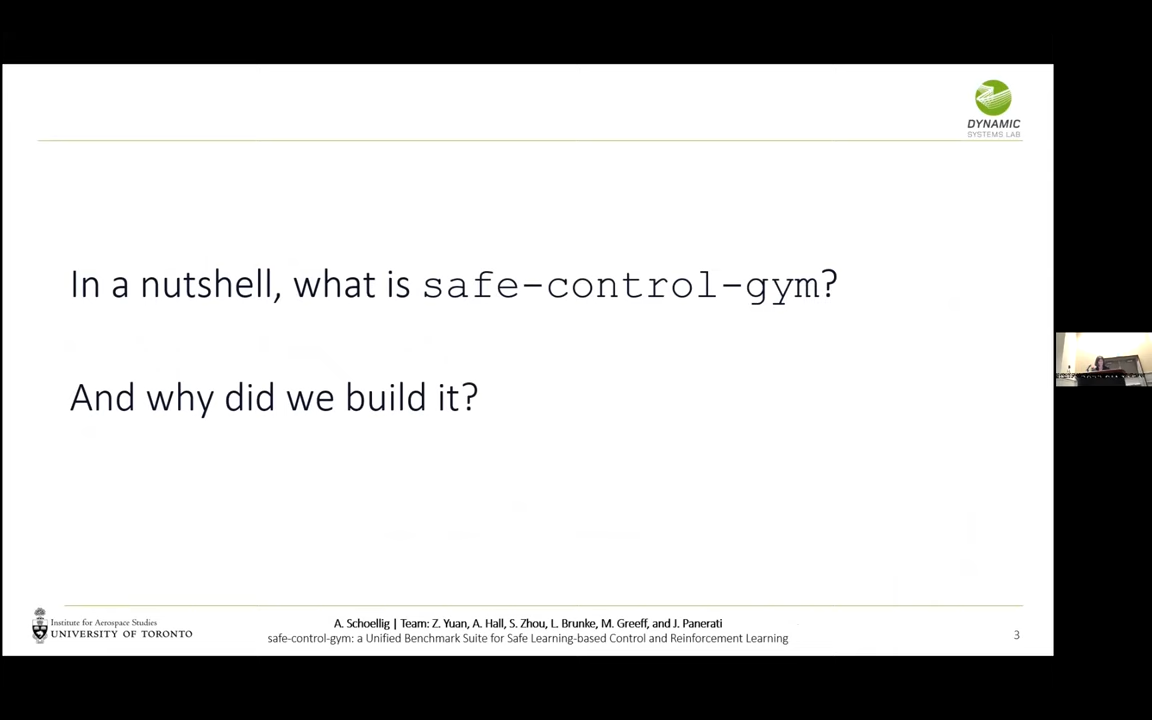 DYNAMIC
SYSTEMS LAB
In a nutshell, what is safe-control-gym?
And why did we build it?
Institute for Aerospace Studies
UNIVERSITY OF TORONTO
A. Schoellig | Team: Z. Yuan, A. Hall, S. Zhou, L. Brunke, M. Greeff, and J. Panerati
safe-control-gym: a Unified Benchmark Suite for Safe Learning-based Control and Reinforcement Learning
3